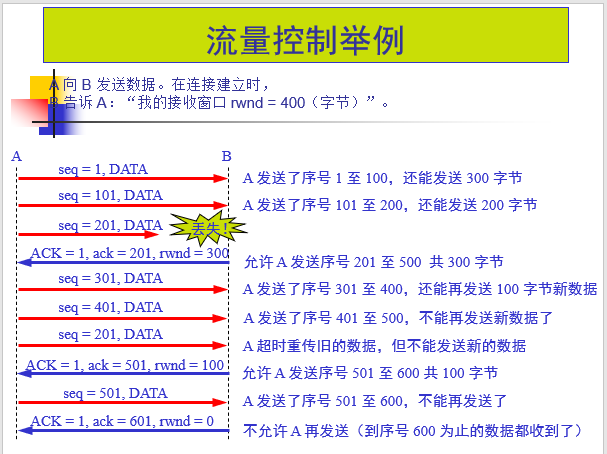 流量控制举例
A 向 B 发送数据。在连接建立时，
B 告诉 A：“我的接收窗口 rwnd = 400（字节）”。
A B
seq = 1, DATA A 发送了序号 1 至 100，还能发送 300 字节
seq = 101, DATA A 发送了序号 101 至 200，还能发送 200 字节
seq = 201, DATA 丢失！
ACK = 1, ack = 201, rwnd = 300 允许 A 发送序号 201 至 500 共 300 字节
seq = 301, DATA A 发送了序号 301 至 400，还能再发送 100 字节新数据
seq = 401, DATA A 发送了序号 401 至 500，不能再发送新数据了
seq = 201, DATA A 超时重传旧的数据，但不能发送新的数据
ACK = 1, ack = 501, rwnd = 100 允许 A 发送序号 501 至 600 共 100 字节
seq = 501, DATA A 发送了序号 501 至 600，不能再发送了
ACK = 1, ack = 601, rwnd = 0 不允许 A 再发送（到序号 600 为止的数据都收到了）